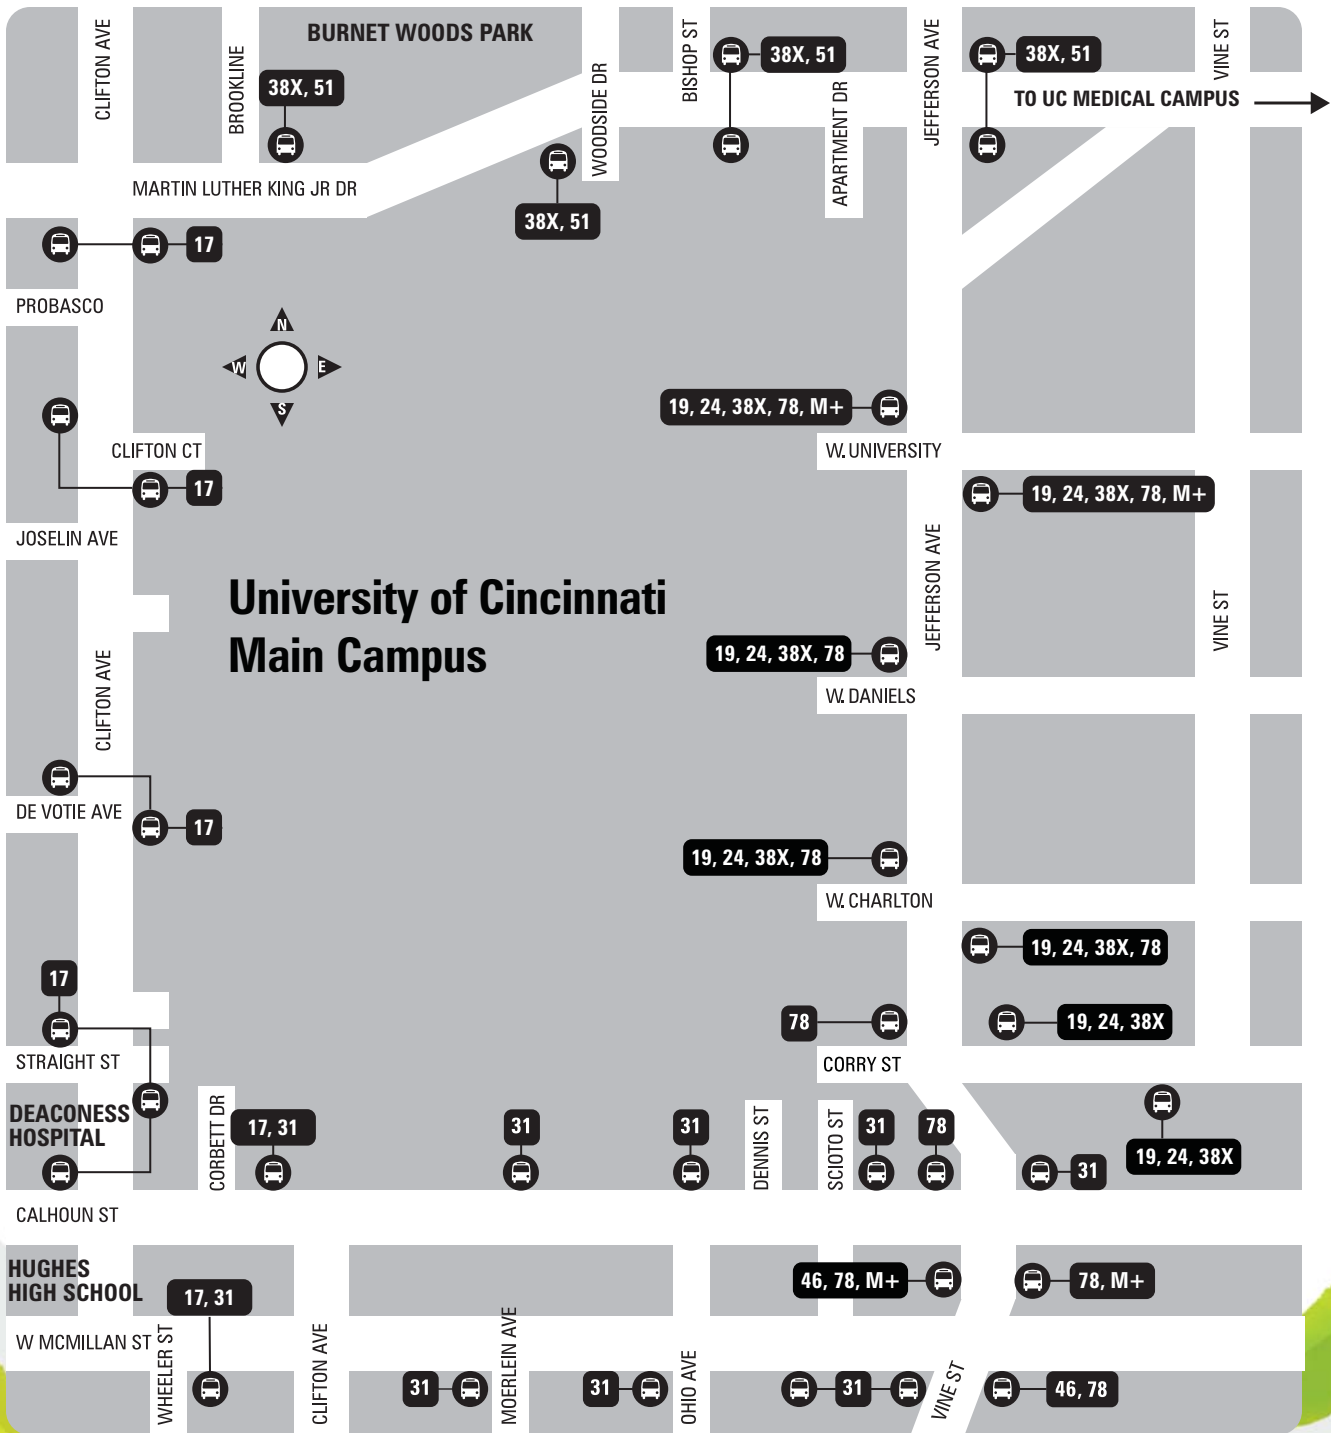 BURNET WOODS PARK
CLIFTON AVE
BROOKLINE
38X, 51
WOODSIDE DR
BISHOP ST
38X, 51
APARTMENT DR
JEFFERSON AVE
38X, 51
VINE ST
TO UC MEDICAL CAMPUS
MARTIN LUTHER KING JR DR
38X, 51
17
PROBASCO
N
W
E
S
19, 24, 38X, 78, M+
CLIFTON CT
W. UNIVERSITY
17
19, 24, 38X, 78, M+
JOSELIN AVE
JEFFERSON AVE
VINE ST
University of Cincinnati
Main Campus
CLIFTON AVE
19, 24, 38X, 78
W. DANIELS
DE VOTIE AVE
17
19, 24, 38X, 78
W. CHARLTON
19, 24, 38X, 78
17
78
19, 24, 38X
STRAIGHT ST
CORRY ST
DEACONESS
HOSPITAL
CORBETT DR
17, 31
31
31
DENNIS ST
SCIOTO ST
31
78
31
19, 24, 38X
CALHOUN ST
HUGHES
HIGH SCHOOL
17, 31
46, 78, M+
78, M+
W MCMILLAN ST
WHEELER ST
CLIFTON AVE
31
MOERLEIN AVE
31
OHIO AVE
31
VINE ST
46, 78